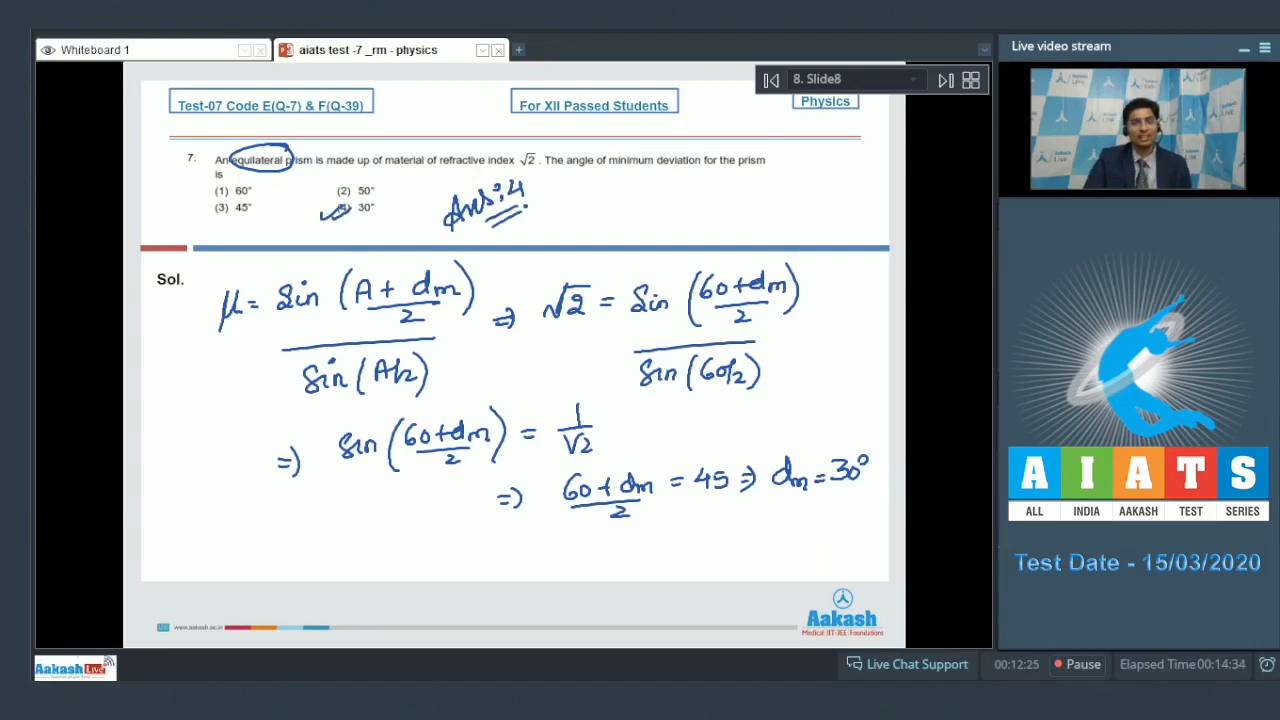 Whiteboard 1
aiats test -7 _rm - physics
Live video stream
8. Slide8
Test-07 Code E(Q-7) & F(Q-39)
For XII Passed Students
Physics
7. An equilateral prism is made up of material of refractive index √2 . The angle of minimum deviation for the prism
is
(1) 60° (2) 50°
(3) 45° (4) 30°
Ans: 4
Sol.
μ = Sin (A + dm / 2) / Sin (A/2) ⇒ √2 = Sin (60 + dm / 2) / Sin (60/2)
⇒ Sin (60 + dm / 2) = 1/√2
⇒ 60 + dm / 2 = 45 ⇒ dm = 30°
A I A T S
ALL INDIA AAKASH TEST SERIES
Test Date - 15/03/2020
www.aakash.ac.in
Aakash
Medical|IIT-JEE|Foundations
Aakash Live
Live Chat Support
00:12:25
Pause
Elapsed Time 00:14:34